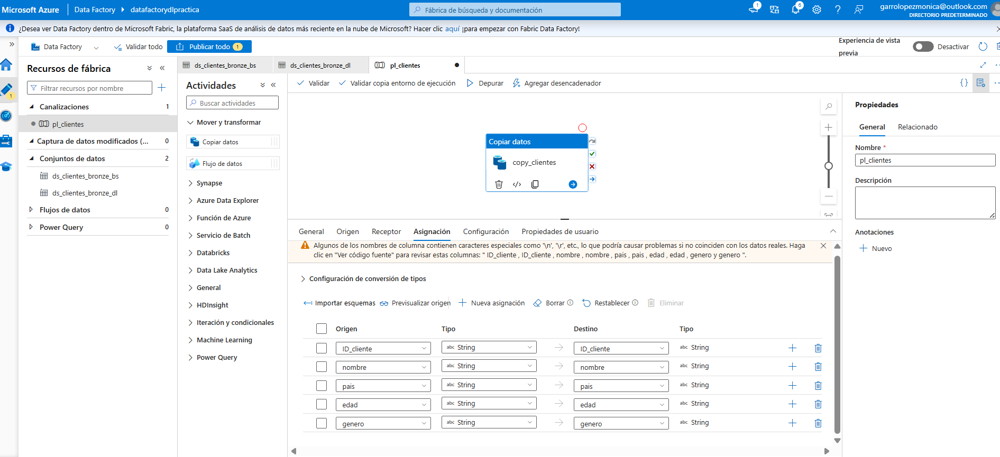 Microsoft Azure
Data Factory
datafactorydlpractica
Fábrica de búsqueda y documentación
1
6
garrolopezmonica@outlook.com
DIRECTORIO PREDETERMINADO
¿Desea ver Data Factory dentro de Microsoft Fabric, la plataforma SaaS de análisis de datos más reciente en la nube de Microsoft? Hacer clic aquí ¡para empezar con Fabric Data Factory!
Data Factory
Validar todo
Publicar todo 1
Experiencia de vista
previa
Desactivar
1
Recursos de fábrica
Filtrar recursos por nombre
Canalizaciones 1
pl_clientes
Captura de datos modificados (... 0
Conjuntos de datos 2
ds_clientes_bronze_bs
ds_clientes_bronze_dl
Flujos de datos 0
Power Query 0
ds_clientes_bronze_bs
ds_clientes_bronze_dl
pl_clientes
Actividades
Buscar actividades
Mover y transformar
Copiar datos
Flujo de datos
Synapse
Azure Data Explorer
Función de Azure
Servicio de Batch
Databricks
Data Lake Analytics
General
HDInsight
Iteración y condicionales
Machine Learning
Power Query
Validar
Validar copia entorno de ejecución
Depurar
Agregar desencadenador
{}
Copiar datos
copy_clientes
</>
General
Origen
Receptor
Asignación
Configuración
Propiedades de usuario
Algunos de los nombres de columna contienen caracteres especiales como '\n', '\r', etc., lo que podría causar problemas si no coinciden con los datos reales. Haga
clic en "Ver código fuente" para revisar estas columnas: " ID_cliente , ID_cliente , nombre , nombre , pais , pais , edad , edad , genero y genero ".
Configuración de conversión de tipos
Importar esquemas
Previsualizar origen
Nueva asignación
Borrar
Restablecer
Eliminar
Origen Tipo Destino Tipo
ID_cliente abc String ID_cliente abc String
nombre abc String nombre abc String
pais abc String pais abc String
edad abc String edad abc String
genero abc String genero abc String
Propiedades
General
Relacionado
Nombre *
pl_clientes
Descripción
Anotaciones
Nuevo